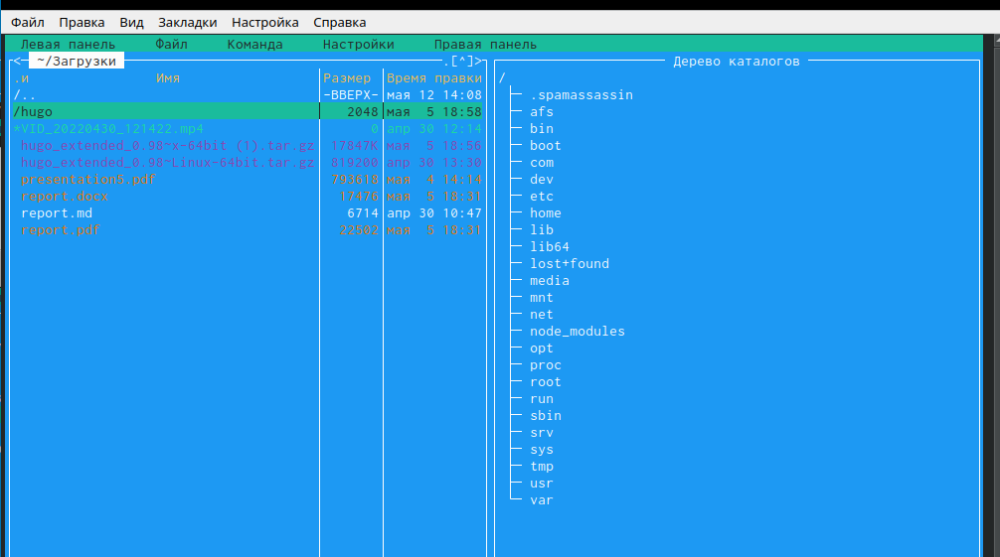 Файл Правка Вид Закладки Настройка Справка
Левая панель Файл Команда Настройки Правая панель
<─ ~/Загрузки .[^]>
.и Имя Размер Время правки
/.. -ВВЕРХ- мая 12 14:08
/hugo 2048 мая 5 18:58
*VID_20220430_121422.mp4 0 апр 30 12:14
hugo_extended_0.98~x-64bit (1).tar.gz 17847K мая 5 18:56
hugo_extended_0.98~Linux-64bit.tar.gz 819200 апр 30 13:30
presentation5.pdf 793618 мая 4 14:14
report.docx 17476 мая 5 18:31
report.md 6714 апр 30 10:47
report.pdf 22502 мая 5 18:31
Дерево каталогов
/
.spamassassin
afs
bin
boot
com
dev
etc
home
lib
lib64
lost+found
media
mnt
net
node_modules
opt
proc
root
run
sbin
srv
sys
tmp
usr
var